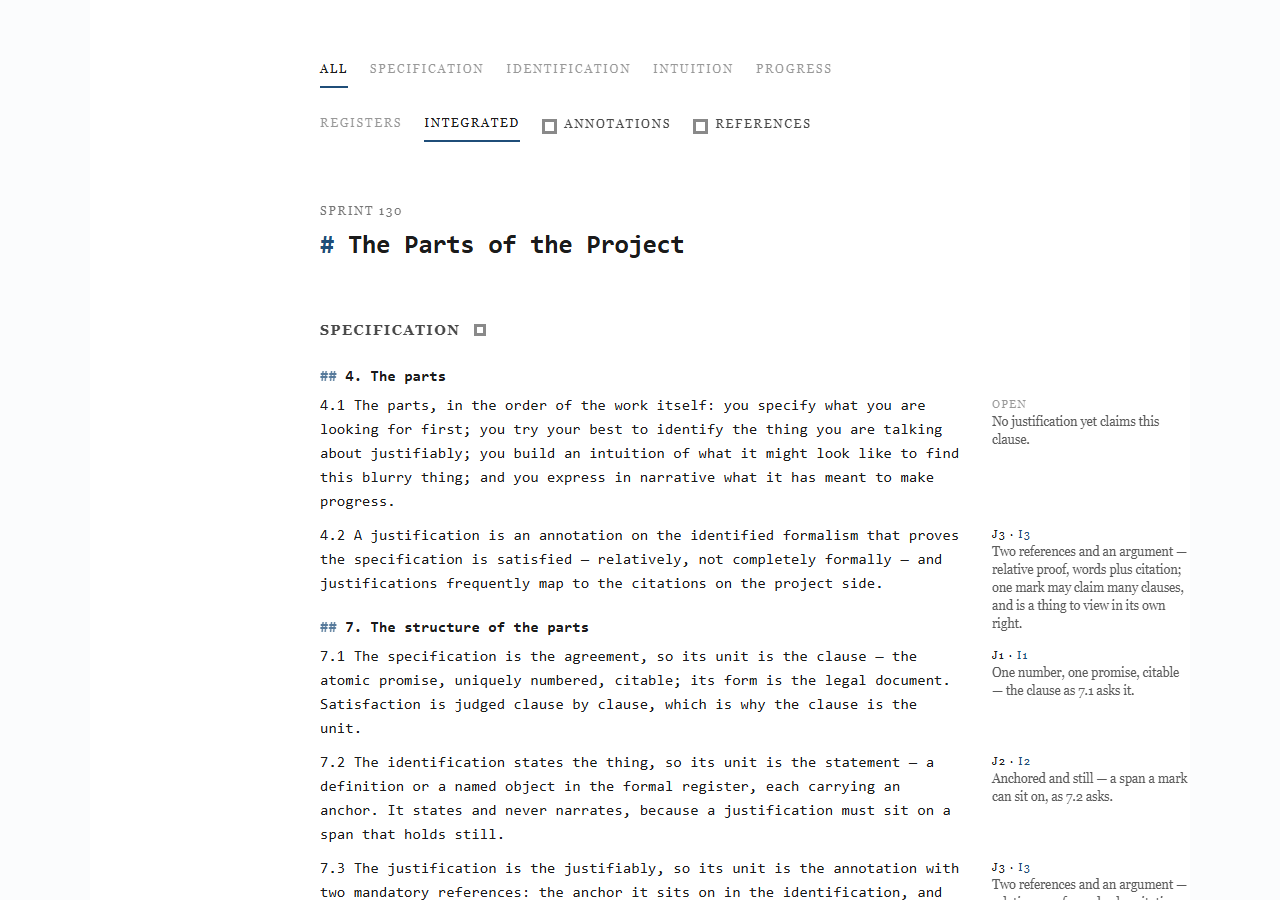 ALL SPECIFICATION IDENTIFICATION INTUITION PROGRESS
REGISTERS INTEGRATED ANNOTATIONS REFERENCES
SPRINT 130
# The Parts of the Project
SPECIFICATION
## 4. The parts
4.1 The parts, in the order of the work itself: you specify what you are
looking for first; you try your best to identify the thing you are talking
about justifiably; you build an intuition of what it might look like to find
this blurry thing; and you express in narrative what it has meant to make
progress.
OPEN
No justification yet claims this
clause.
4.2 A justification is an annotation on the identified formalism that proves
the specification is satisfied — relatively, not completely formally — and
justifications frequently map to the citations on the project side.
J3 · I3
Two references and an argument —
relative proof, words plus citation;
one mark may claim many clauses,
and is a thing to view in its own
right.
## 7. The structure of the parts
7.1 The specification is the agreement, so its unit is the clause — the
atomic promise, uniquely numbered, citable; its form is the legal document.
Satisfaction is judged clause by clause, which is why the clause is the
unit.
J1 · I1
One number, one promise, citable
— the clause as 7.1 asks it.
7.2 The identification states the thing, so its unit is the statement — a
definition or a named object in the formal register, each carrying an
anchor. It states and never narrates, because a justification must sit on a
span that holds still.
J2 · I2
Anchored and still — a span a mark
can sit on, as 7.2 asks.
7.3 The justification is the justifiably, so its unit is the annotation with
two mandatory references: the anchor it sits on in the identification, and
J3 · I3
Two references and an argument —